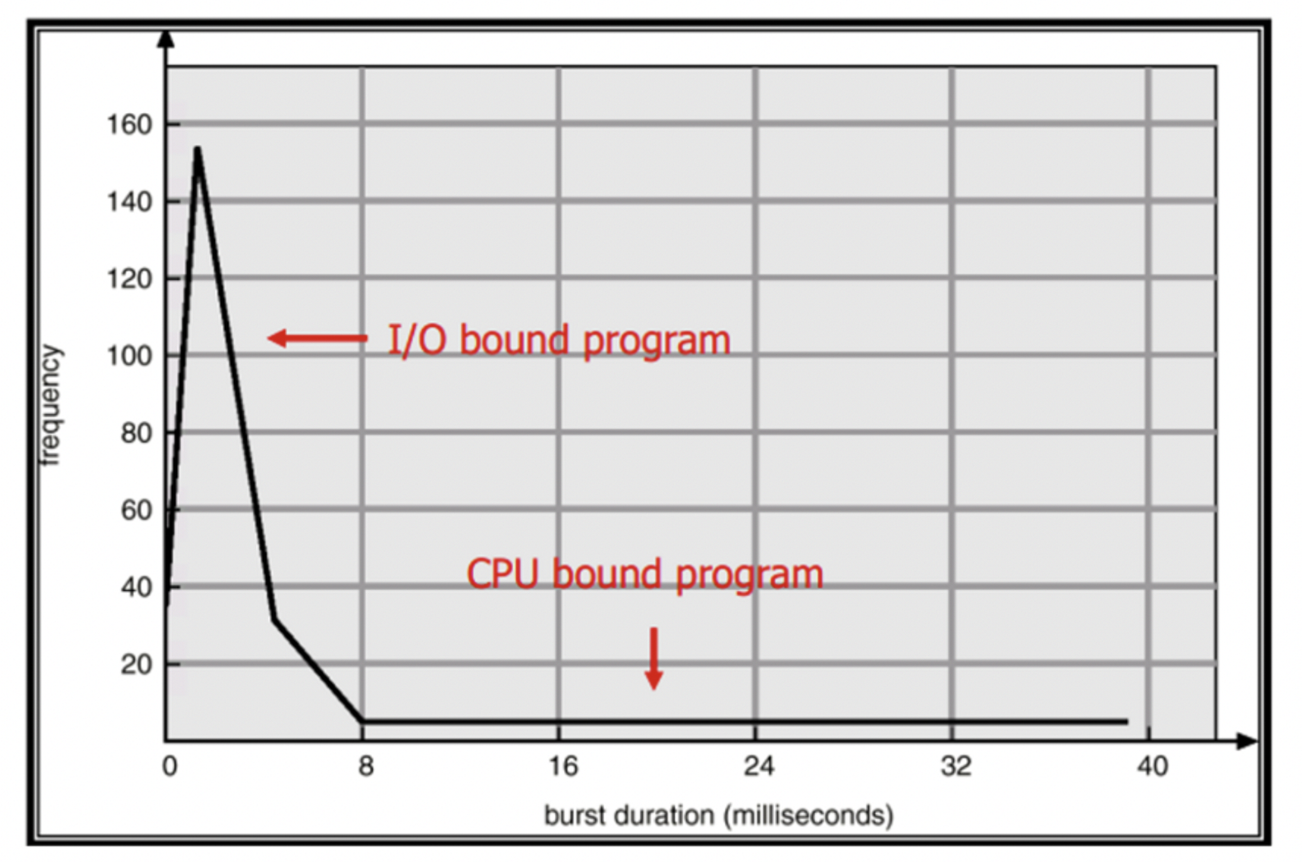 160
140
120
100
80
60
40
20
frequency
I/O bound program
CPU bound program
0 8 16 24 32 40
burst duration (milliseconds)